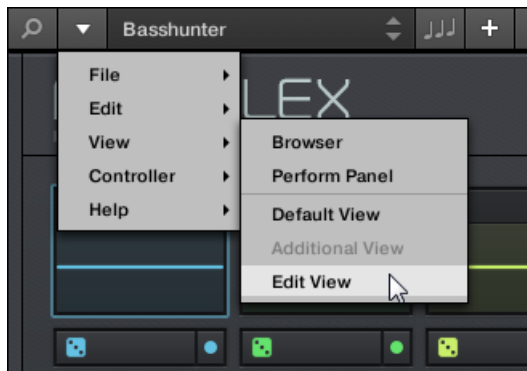 Basshunter
File
Edit
View
Controller
Help
LEX
Browser
Perform Panel
Default View
Additional View
Edit View